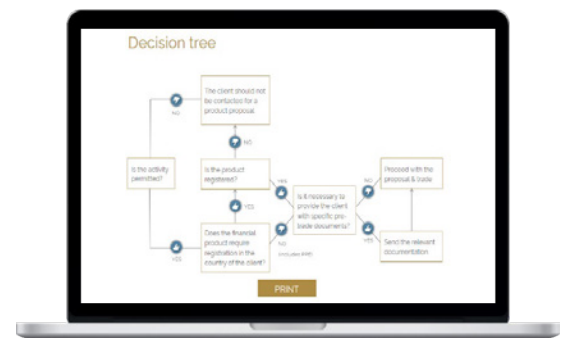 Decision tree
The client should not
be contacted for a
product proposal
NO
NO
Is the activity
permitted?
Is the product
registered?
YES
NO
Proceed with the
proposal & trade
YES
Is it necessary to
provide the client
with specific pre-
trade documents?
YES
Does the financial
product require
registration in the
country of the client?
NO
YES
Send the relevant
documentation
YES
PRINT